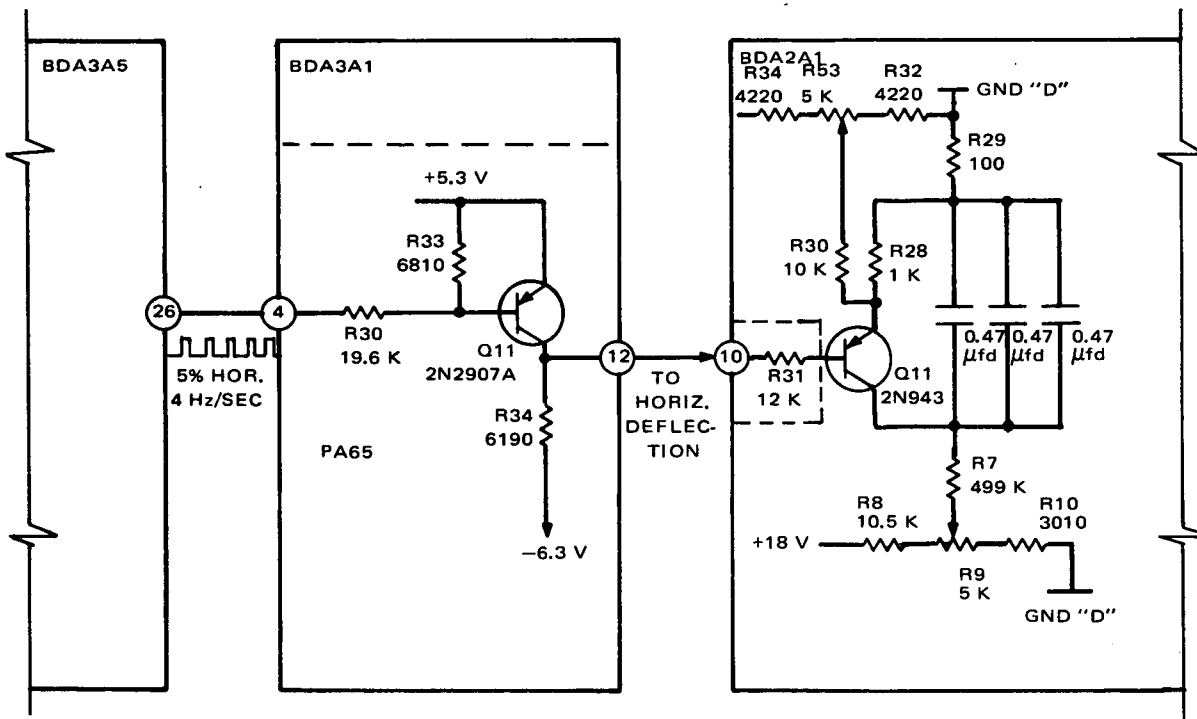 BDA3A5
26
5% HOR.
4 Hz/SEC
BDA3A1
+5.3 V
R33
6810
4
R30
19.6 K
Q11
2N2907A
R34
6190
PA65
−6.3 V
12
TO
HORIZ.
DEFLEC-
TION
BDA2A1
R34
4220
R53
5 K
R32
4220
GND "D"
R29
100
R30
10 K
R28
1 K
10
R31
12 K
Q11
2N943
0.47
μfd
0.47
μfd
0.47
μfd
R7
499 K
R8
10.5 K
R10
3010
+18 V
R9
5 K
GND "D"